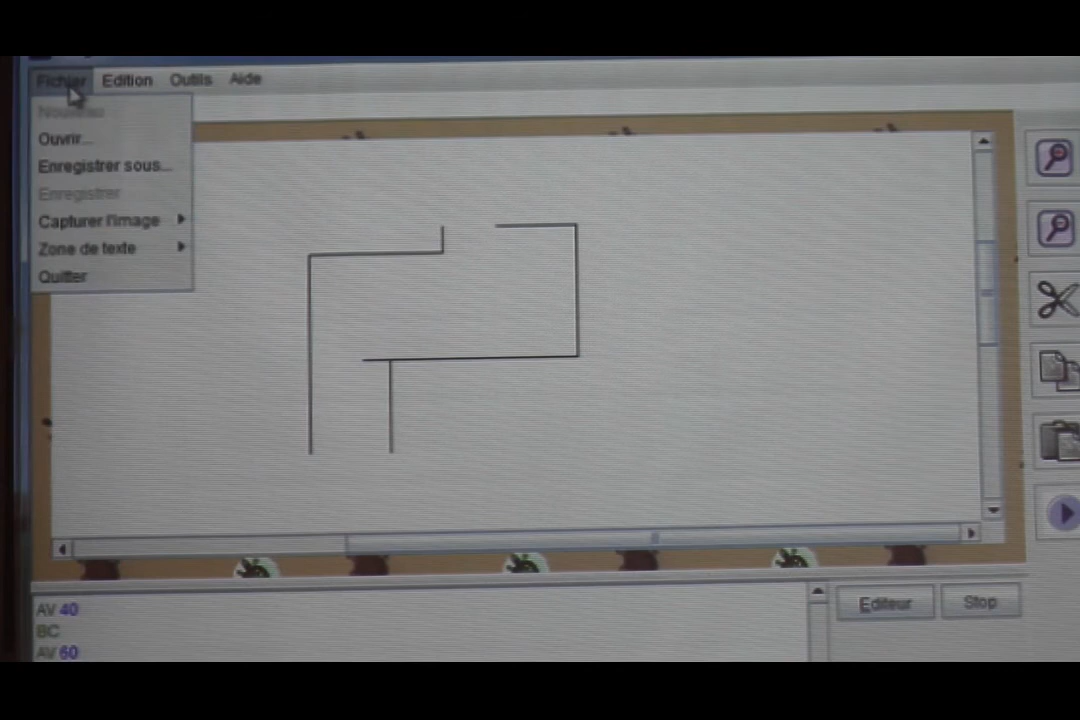 Fichier Edition Outils Aide
Nouveau
Ouvrir...
Enregistrer sous...
Enregistrer
Capturer l'image
Zone de texte
Quitter
AV 40
BC
AV 60
Editeur Stop